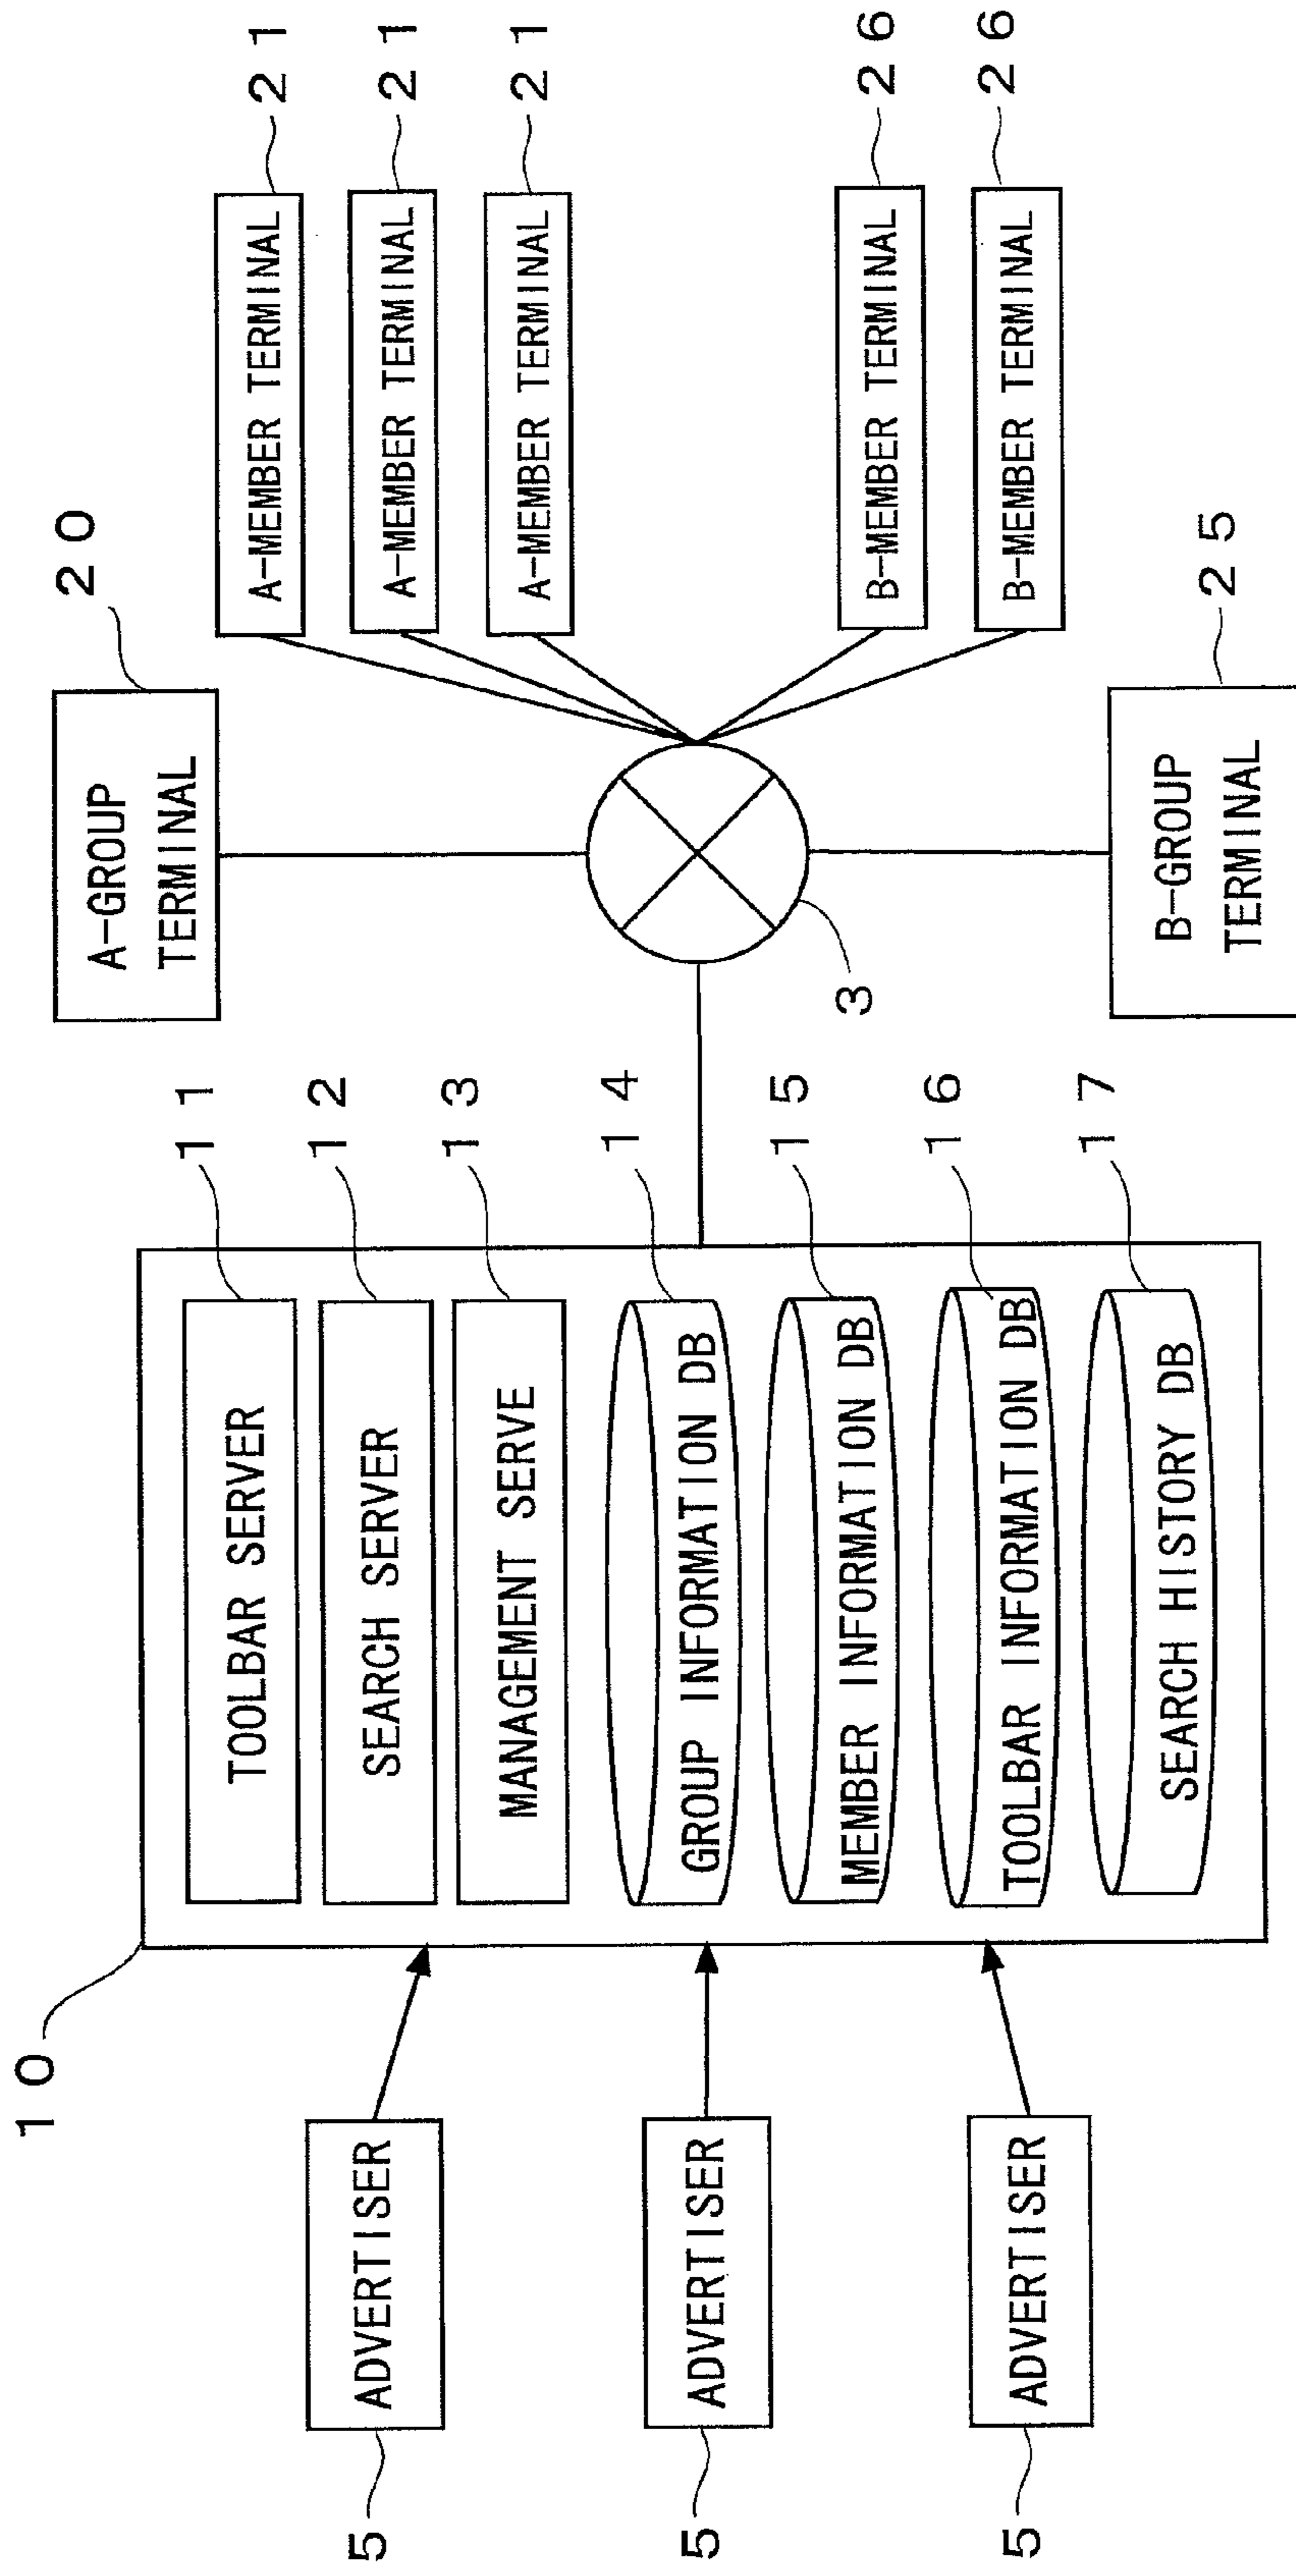 10
ADVERTISER
5
ADVERTISER
5
ADVERTISER
5
TOOLBAR SERVER
11
SEARCH SERVER
12
MANAGEMENT SERVE
13
GROUP INFORMATION DB
14
MEMBER INFORMATION DB
15
TOOLBAR INFORMATION DB
16
SEARCH HISTORY DB
17
3
A-GROUP
TERMINAL
20
A-MEMBER TERMINAL
21
A-MEMBER TERMINAL
21
A-MEMBER TERMINAL
21
B-MEMBER TERMINAL
26
B-MEMBER TERMINAL
26
B-GROUP
TERMINAL
25